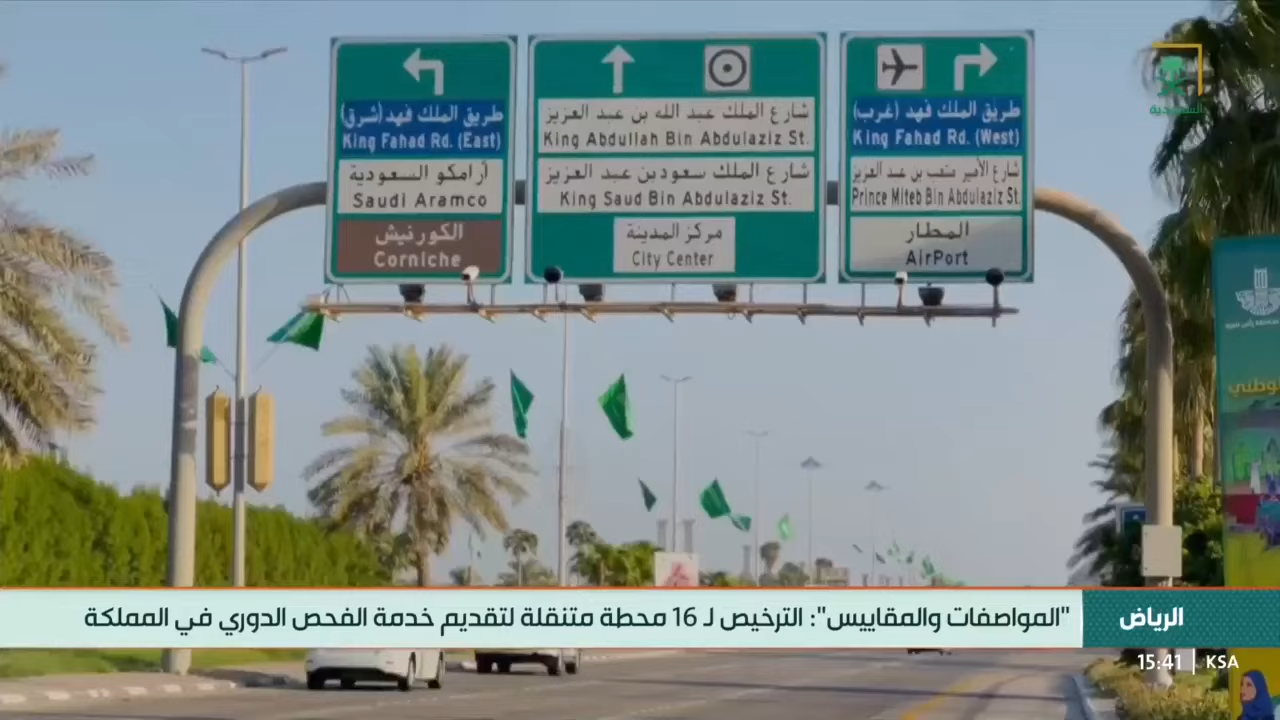 طريق الملك فهد (شرق)
King Fahad Rd. (East)
أرامكو السعودية
Saudi Aramco
الكورنيش
Corniche
شارع الملك عبد الله بن عبد العزيز
King Abdullah Bin Abdulaziz St.
شارع الملك سعود بن عبد العزيز
King Saud Bin Abdulaziz St.
مركز المدينة
City Center
طريق الملك فهد (غرب)
King Fahad Rd. (West)
شارع الأمير متعب بن عبد العزيز
Prince Miteb Bin Abdulaziz St.
المطار
AirPort
السعودية
الرياض
"المواصفات والمقاييس": الترخيص لـ 16 محطة متنقلة لتقديم خدمة الفحص الدوري في المملكة
15:41 | KSA